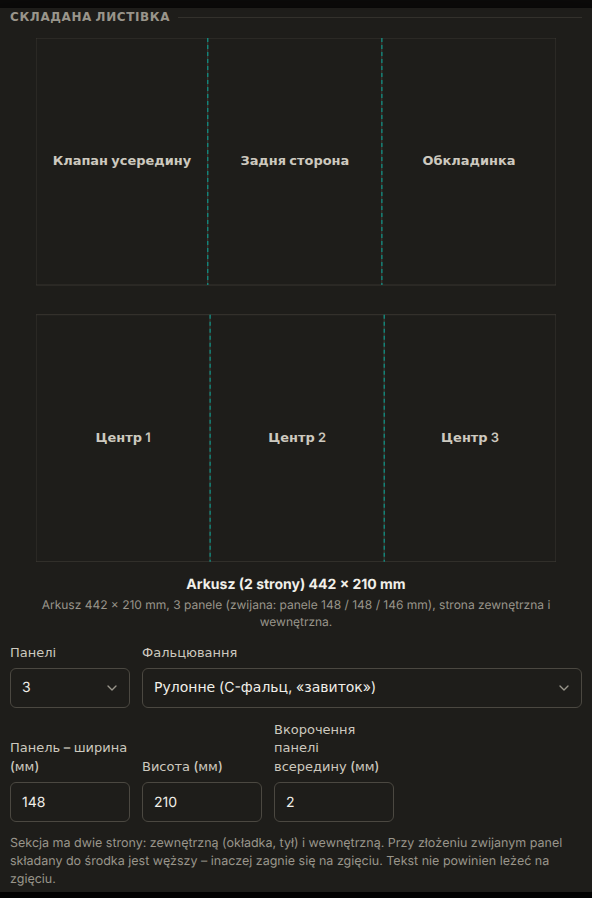 СКЛАДАНА ЛИСТІВКА
Клапан усередину
Задня сторона
Обкладинка
Центр 1
Центр 2
Центр 3
Arkusz (2 strony) 442 × 210 mm
Arkusz 442 × 210 mm, 3 panele (zwijana: panele 148 / 148 / 146 mm), strona zewnętrzna i
wewnętrzna.
Панелі
Фальцювання
3
Рулонне (C-фальц, «завиток»)
Панель – ширина
(мм)
Висота (мм)
Вкорочення
панелі
всередину (мм)
148
210
2
Sekcja ma dwie strony: zewnętrzną (okładka, tył) i wewnętrzną. Przy złożeniu zwijanym panel
składany do środka jest węższy – inaczej zagnie się na zgięciu. Tekst nie powinien leżeć na
zgięciu.